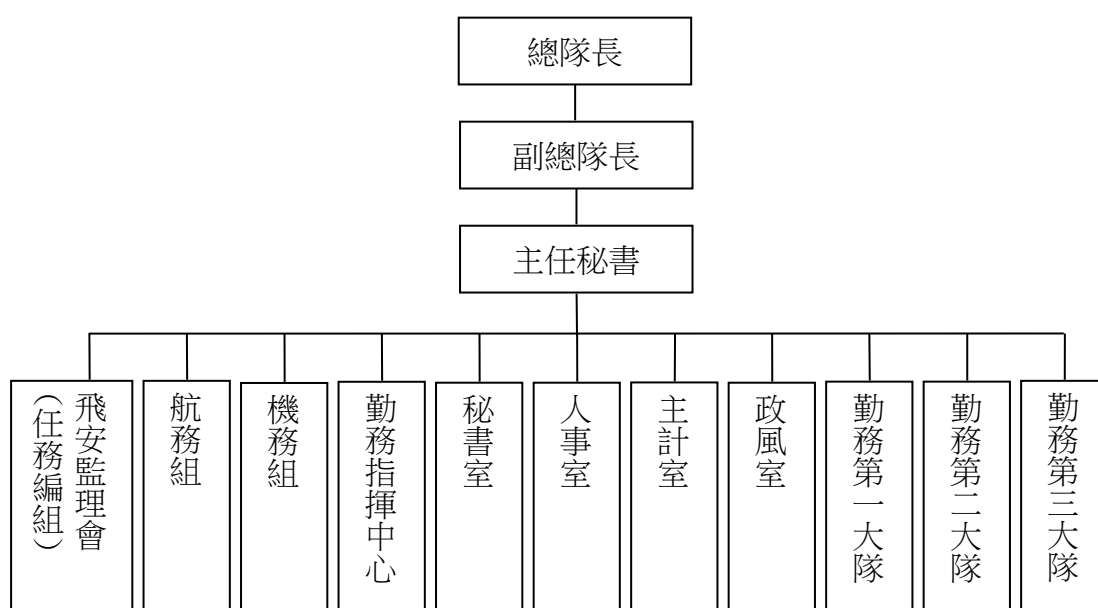 總隊長
副總隊長
主任秘書
飛安監理會
（任務編組）
航務組
機務組
勤務指揮中心
秘書室
人事室
主計室
政風室
勤務第一大隊
勤務第二大隊
勤務第三大隊